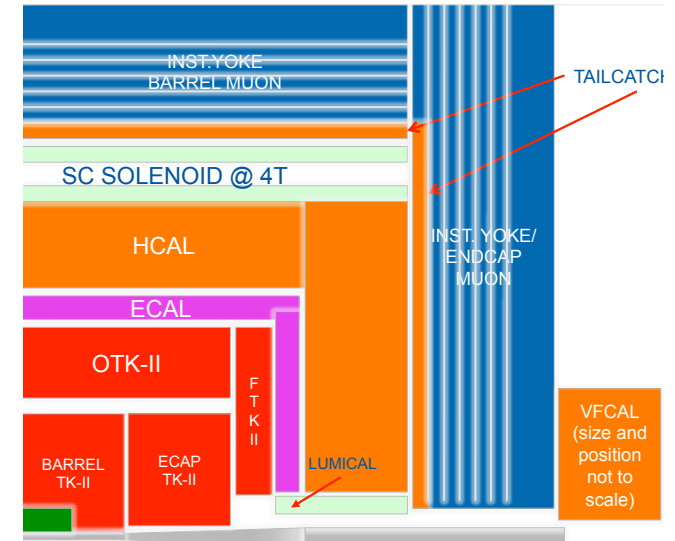 INST.YOKE
BARREL MUON
TAILCATCH
SC SOLENOID @ 4T
HCAL
INST. YOKE/
ENDCAP
MUON
ECAL
OTK-II
F
T
K
II
VFCAL
(size and
position
not to
scale)
BARREL
TK-II
ECAP
TK-II
LUMICAL